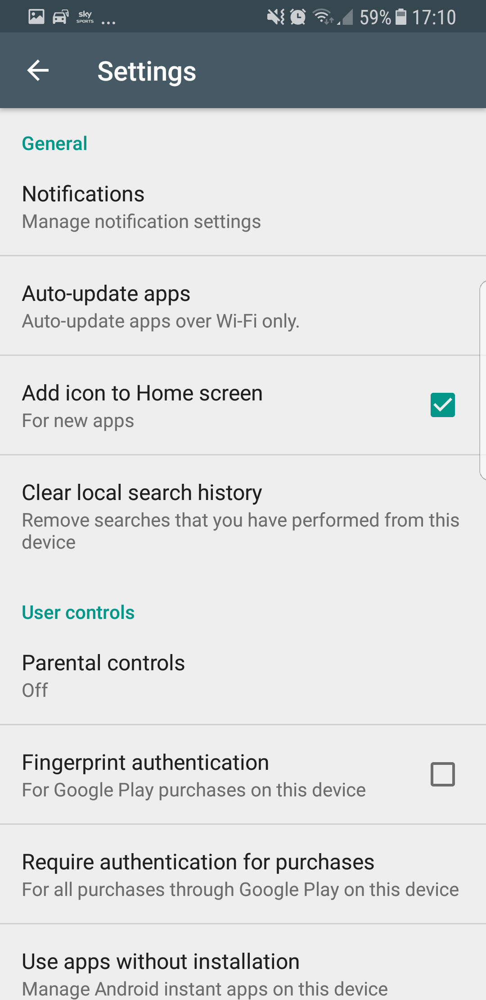 sky
SPORTS
59%
17:10
Settings
General
Notifications
Manage notification settings
Auto-update apps
Auto-update apps over Wi-Fi only.
Add icon to Home screen
For new apps
Clear local search history
Remove searches that you have performed from this
device
User controls
Parental controls
Off
Fingerprint authentication
For Google Play purchases on this device
Require authentication for purchases
For all purchases through Google Play on this device
Use apps without installation
Manage Android instant apps on this device